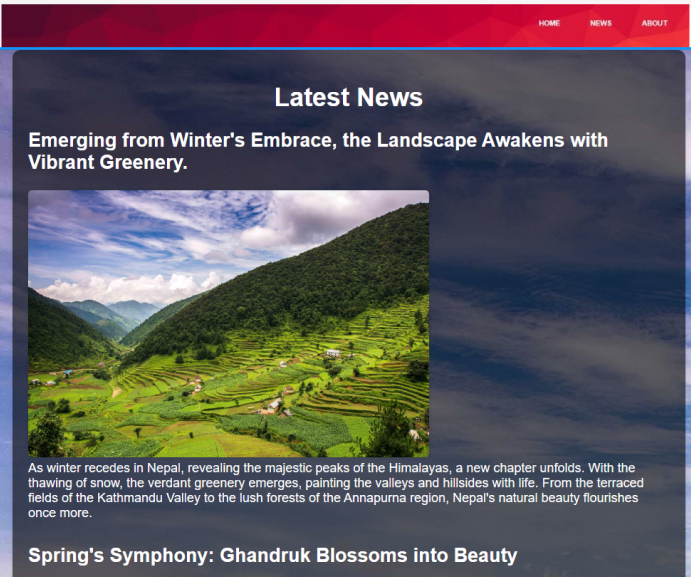 HOME NEWS ABOUT
Latest News
Emerging from Winter's Embrace, the Landscape Awakens with
Vibrant Greenery.
As winter recedes in Nepal, revealing the majestic peaks of the Himalayas, a new chapter unfolds. With the
thawing of snow, the verdant greenery emerges, painting the valleys and hillsides with life. From the terraced
fields of the Kathmandu Valley to the lush forests of the Annapurna region, Nepal's natural beauty flourishes
once more.
Spring's Symphony: Ghandruk Blossoms into Beauty